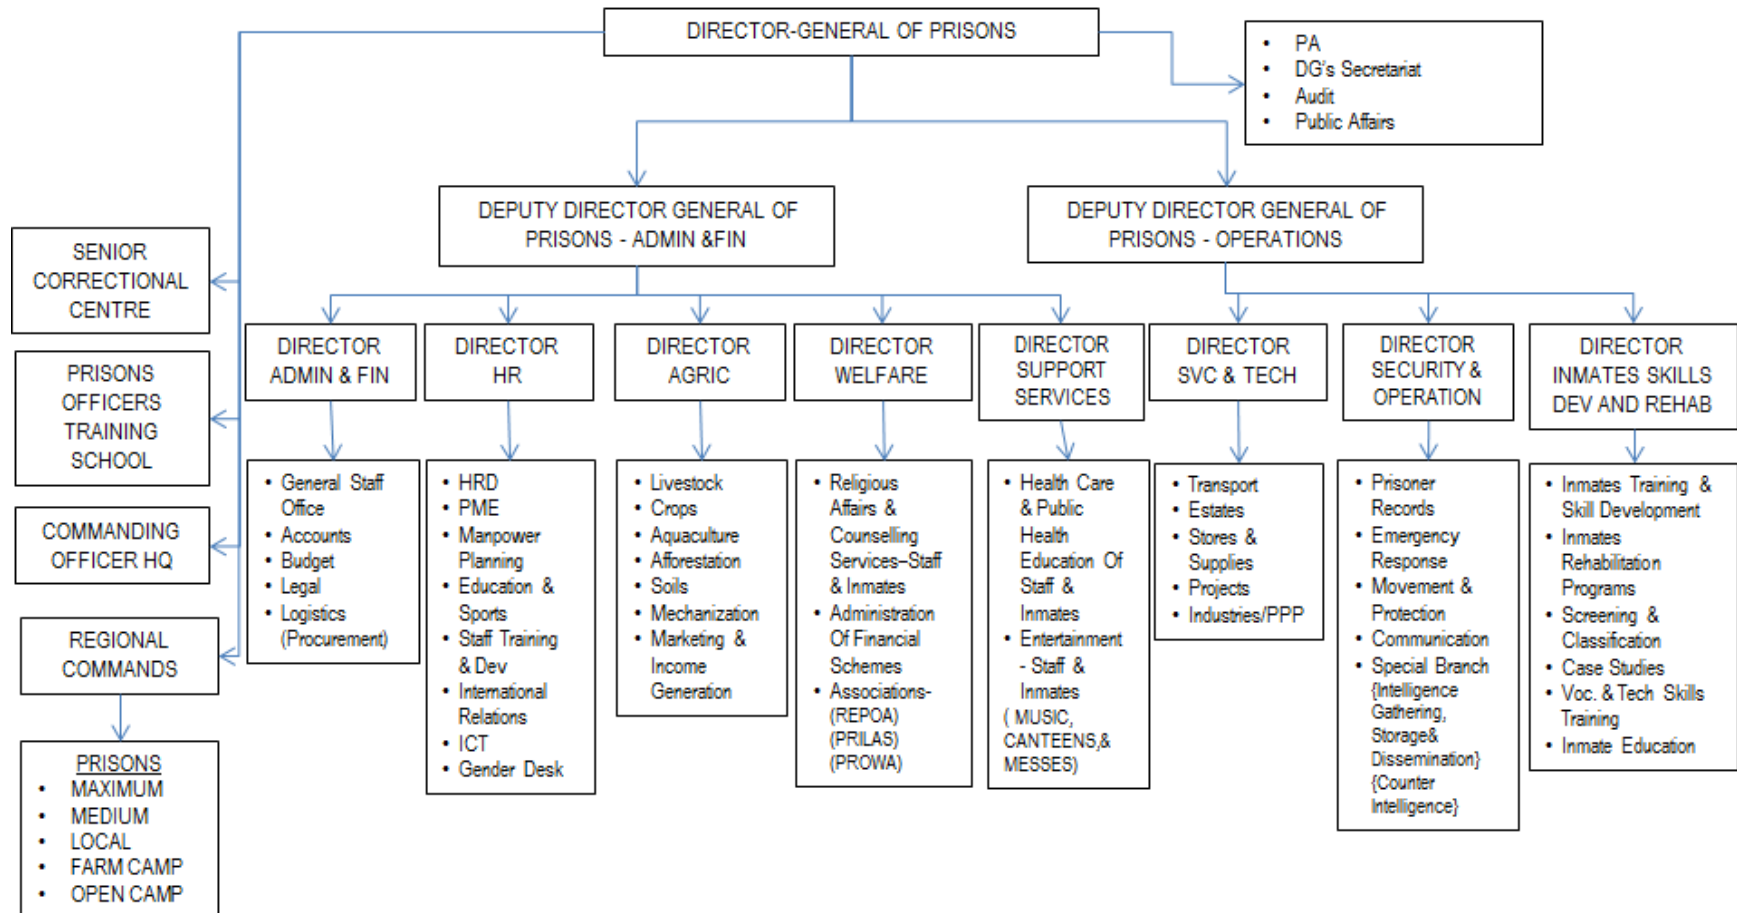 DIRECTOR-GENERAL OF PRISONS
• PA
• DG's Secretariat
• Audit
• Public Affairs
DEPUTY DIRECTOR GENERAL OF
PRISONS - ADMIN &FIN
DEPUTY DIRECTOR GENERAL OF
PRISONS - OPERATIONS
SENIOR
CORRECTIONAL
CENTRE
PRISONS
OFFICERS
TRAINING
SCHOOL
COMMANDING
OFFICER HQ
REGIONAL
COMMANDS
PRISONS
• MAXIMUM
• MEDIUM
• LOCAL
• FARM CAMP
• OPEN CAMP
DIRECTOR
ADMIN & FIN
• General Staff
Office
• Accounts
• Budget
• Legal
• Logistics
(Procurement)
DIRECTOR
HR
• HRD
• PME
• Manpower
Planning
• Education &
Sports
• Staff Training
& Dev
• International
Relations
• ICT
• Gender Desk
DIRECTOR
AGRIC
• Livestock
• Crops
• Aquaculture
• Afforestation
• Soils
• Mechanization
• Marketing &
Income
Generation
DIRECTOR
WELFARE
• Religious
Affairs &
Counselling
Services–Staff
& Inmates
• Administration
Of Financial
Schemes
• Associations-
(REPOA)
(PRILAS)
(PROWA)
DIRECTOR
SUPPORT
SERVICES
• Health Care
& Public
Health
Education Of
Staff &
Inmates
• Entertainment
- Staff &
Inmates
( MUSIC,
CANTEENS,&
MESSES)
DIRECTOR
SVC & TECH
• Transport
• Estates
• Stores &
Supplies
• Projects
• Industries/PPP
DIRECTOR
SECURITY &
OPERATION
• Prisoner
Records
• Emergency
Response
• Movement &
Protection
• Communication
• Special Branch
{Intelligence
Gathering,
Storage&
Dissemination}
{Counter
Intelligence}
DIRECTOR
INMATES SKILLS
DEV AND REHAB
• Inmates Training &
Skill Development
• Inmates
Rehabilitation
Programs
• Screening &
Classification
• Case Studies
• Voc. & Tech Skills
Training
• Inmate Education